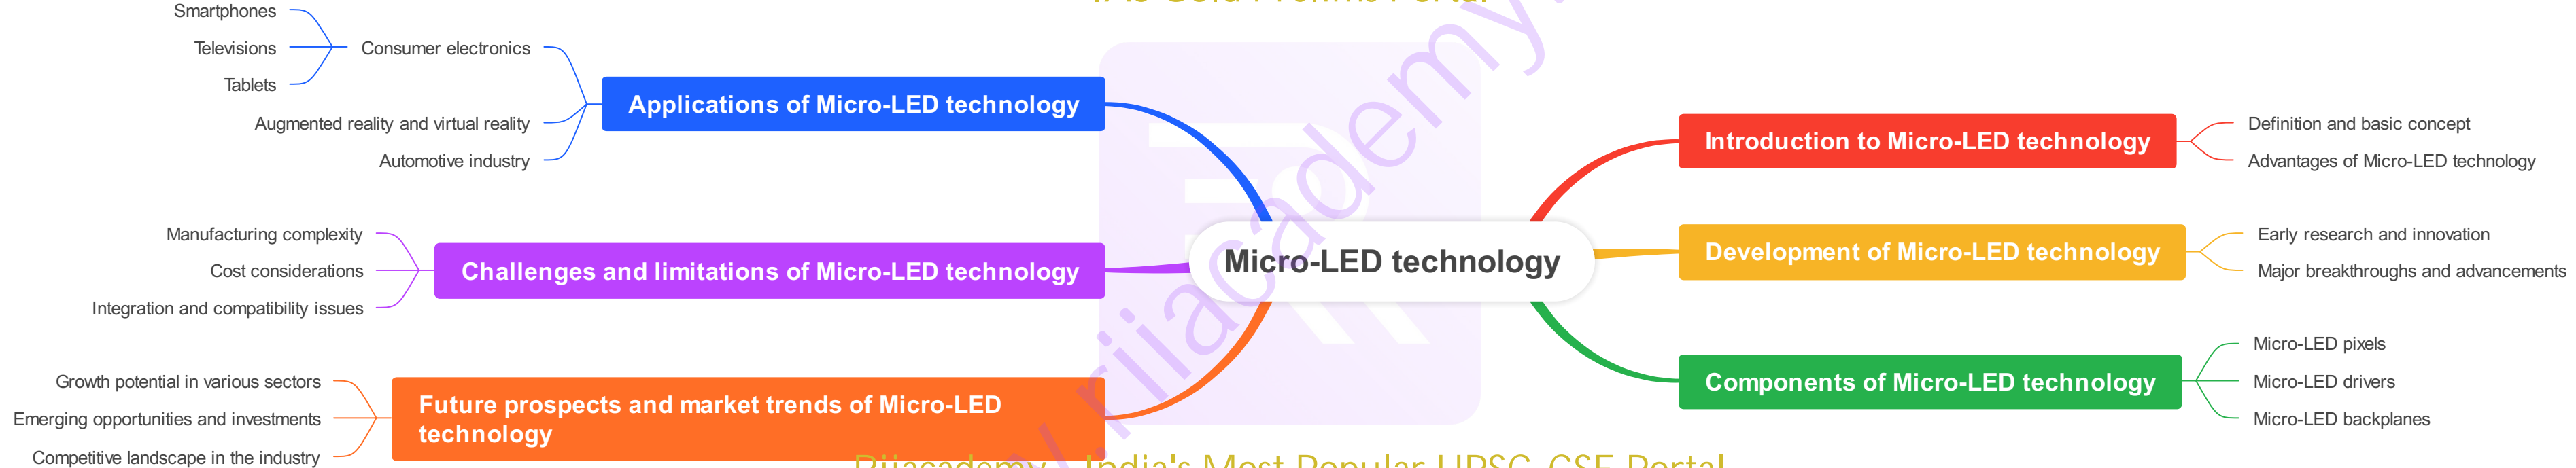 Smartphones
Televisions
Tablets
Consumer electronics
Augmented reality and virtual reality
Automotive industry
Applications of Micro-LED technology
Manufacturing complexity
Cost considerations
Integration and compatibility issues
Challenges and limitations of Micro-LED technology
Growth potential in various sectors
Emerging opportunities and investments
Competitive landscape in the industry
Future prospects and market trends of Micro-LED
technology
Micro-LED technology
Introduction to Micro-LED technology
Definition and basic concept
Advantages of Micro-LED technology
Development of Micro-LED technology
Early research and innovation
Major breakthroughs and advancements
Components of Micro-LED technology
Micro-LED pixels
Micro-LED drivers
Micro-LED backplanes
India's Most Popular UPSC CSE Portal